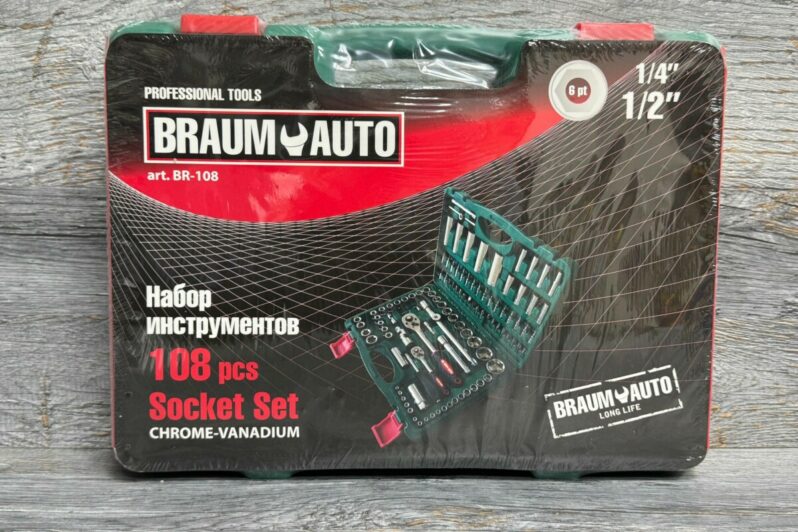 PROFESSIONAL TOOLS
BRAUM AUTO
art. BR-108
6 pt
1/4"
1/2"
Набор
инструментов
108 pcs
Socket Set
CHROME-VANADIUM
BRAUM AUTO
LONG LIFE